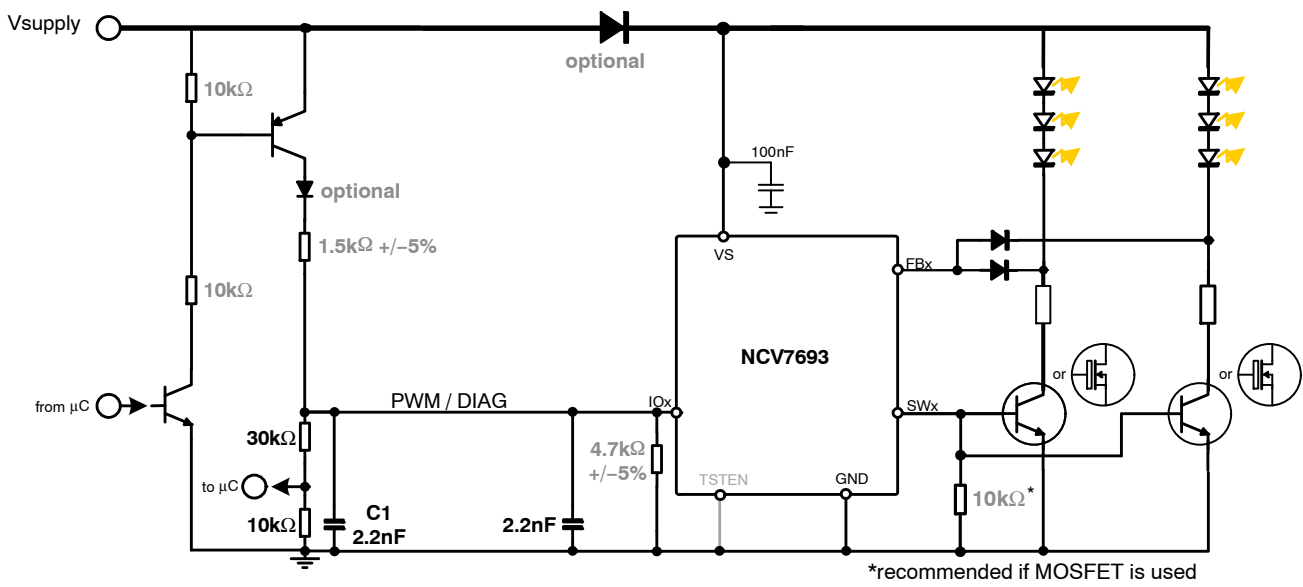 Vsupply
optional
10kΩ
100nF
optional
1.5kΩ +/−5%
VS
FBx
10kΩ
NCV7693
or
or
from μC
PWM / DIAG
IOx
SWx
30kΩ
4.7kΩ
+/−5%
TSTEN
GND
to μC
10kΩ*
10kΩ
C1
2.2nF
2.2nF
*recommended if MOSFET is used